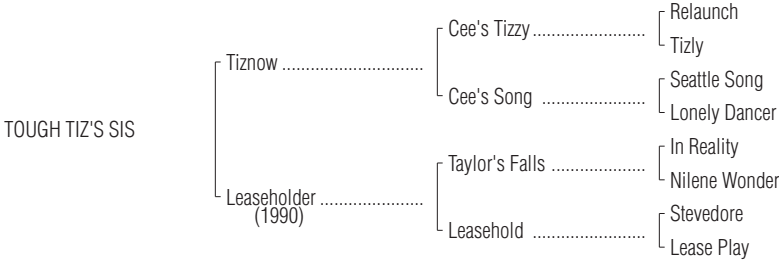 Relaunch
Cee's Tizzy ........................
Tizly
Tiznow ..............................
Seattle Song
Cee's Song ......................
Lonely Dancer
TOUGH TIZ'S SIS
In Reality
Taylor's Falls ....................
Nilene Wonder
Leaseholder ......................
(1990)
Stevedore
Leasehold ........................
Lease Play